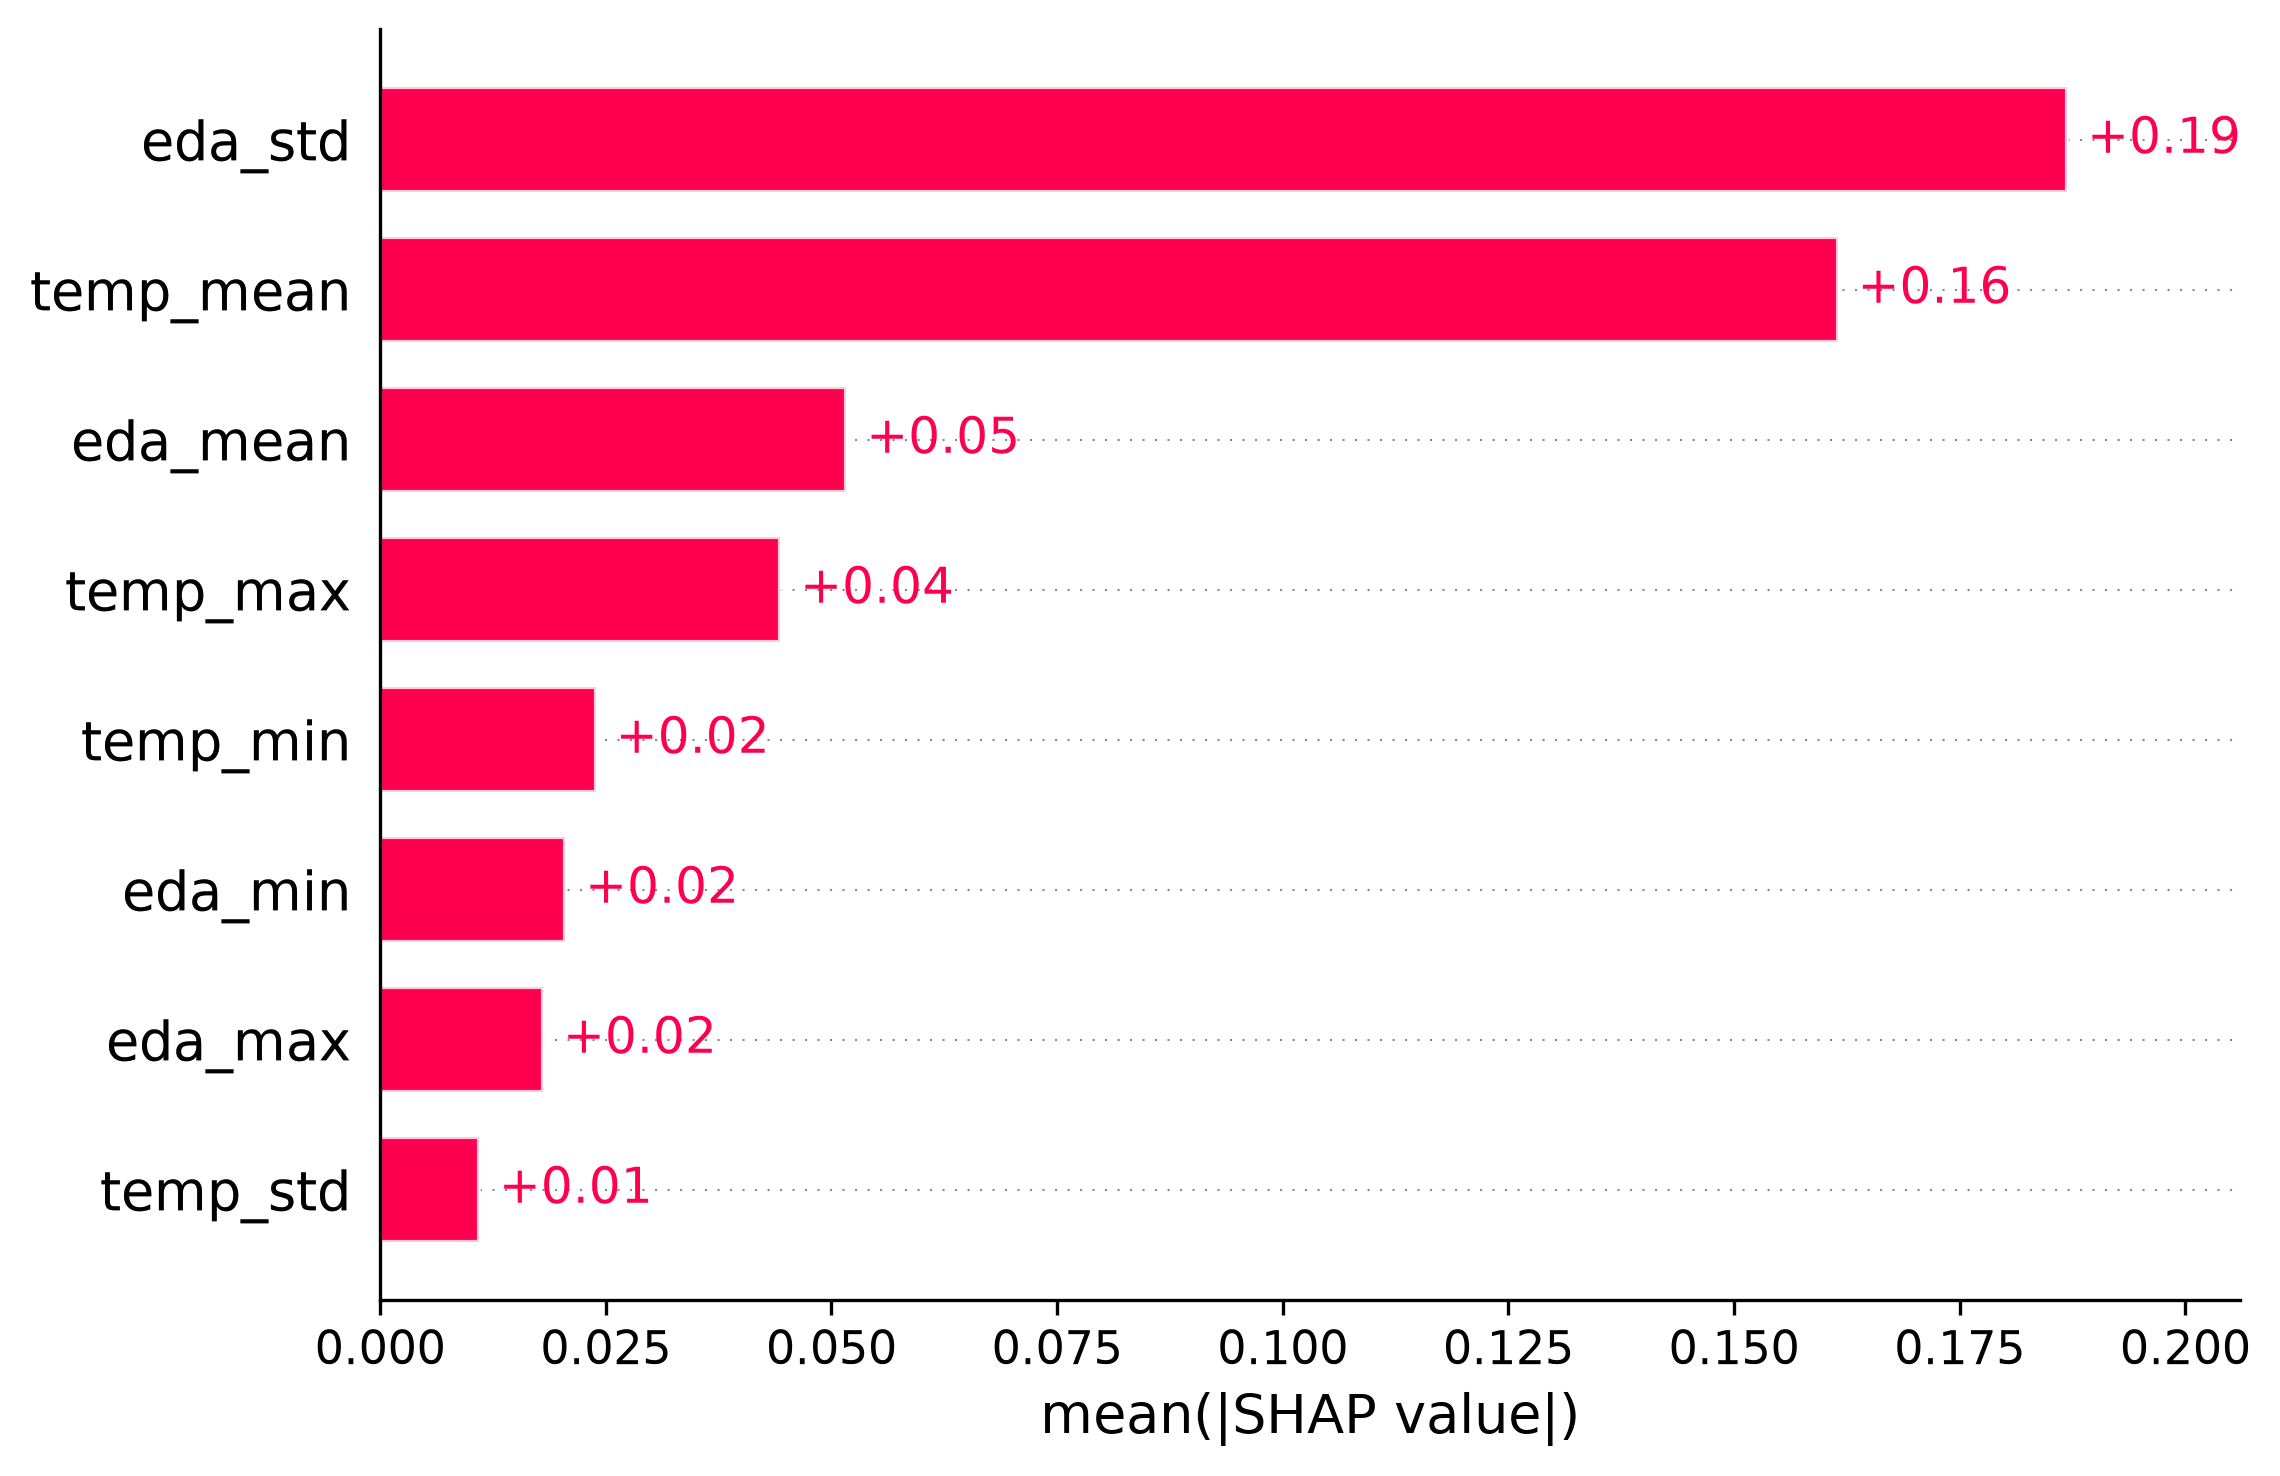 eda_std +0.19
temp_mean +0.16
eda_mean +0.05
temp_max +0.04
temp_min +0.02
eda_min +0.02
eda_max +0.02
temp_std +0.01
0.000 0.025 0.050 0.075 0.100 0.125 0.150 0.175 0.200
mean(|SHAP value|)